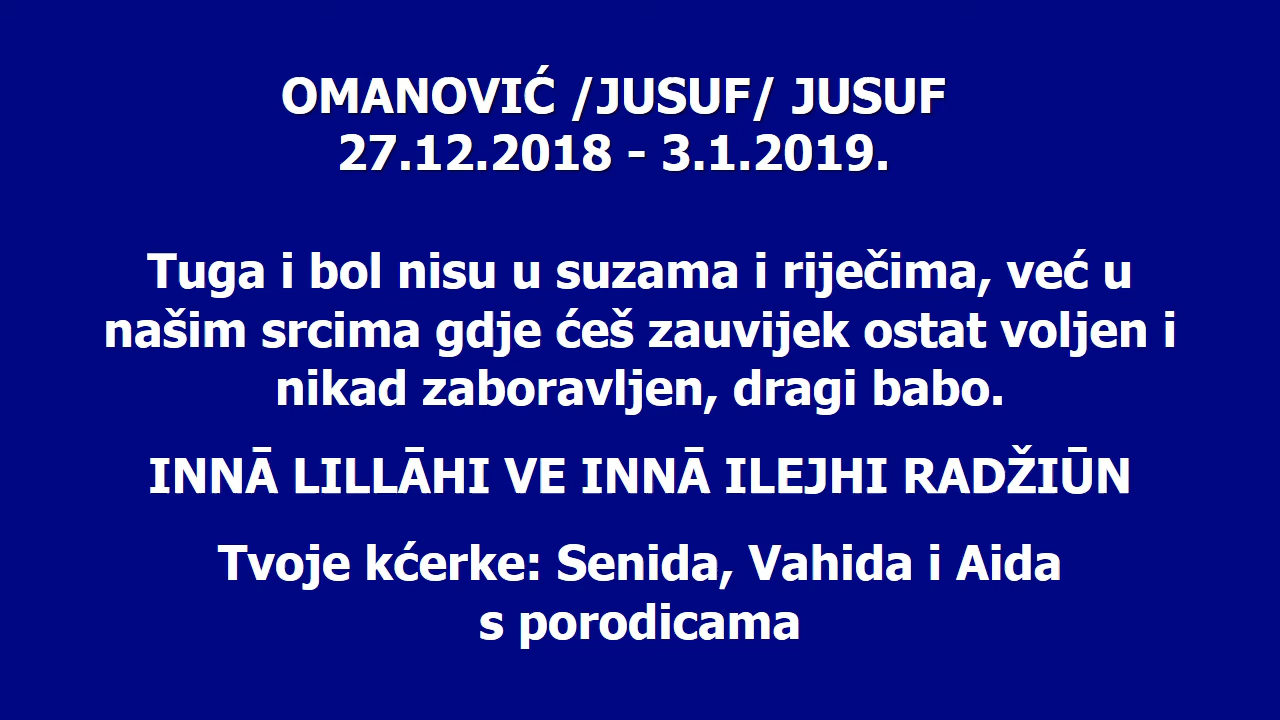 OMANOVIĆ /JUSUF/ JUSUF
27.12.2018 - 3.1.2019.
Tuga i bol nisu u suzama i riječima, već u
našim srcima gdje ćeš zauvijek ostat voljen i
nikad zaboravljen, dragi babo.
INNĀ LILLĀHI VE INNĀ ILEJHI RADŽIŪN
Tvoje kćerke: Senida, Vahida i Aida
s porodicama